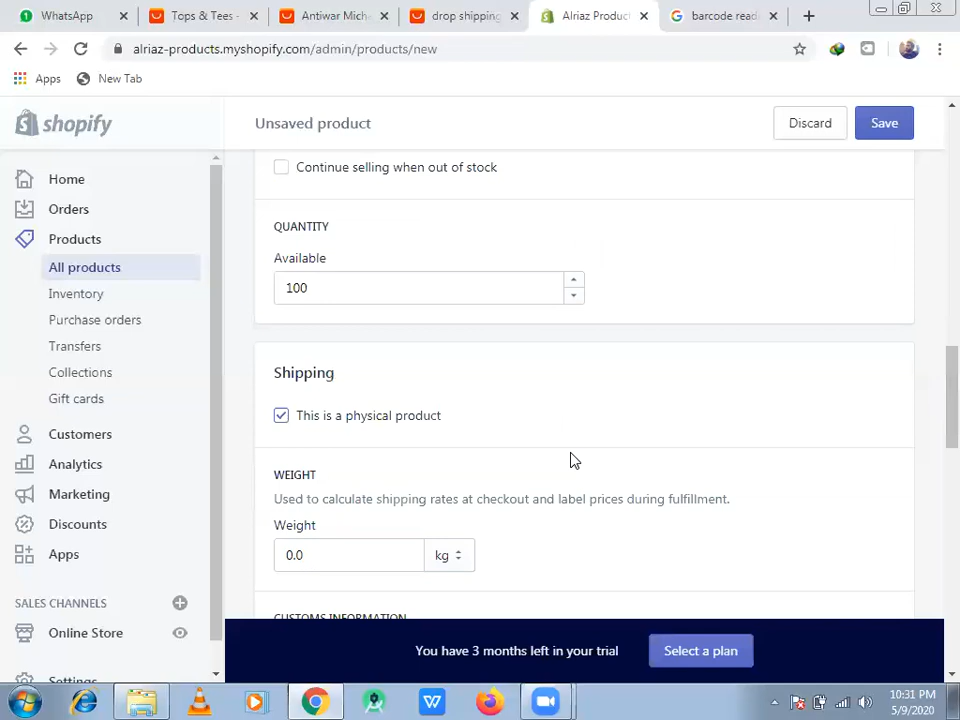 WhatsApp
Tops & Tees -
Antiwar Mich
drop shipping
Alriaz Produc
barcode read
alriaz-products.myshopify.com/admin/products/new
Apps
New Tab
shopify
Unsaved product
Discard
Save
Home
Orders
Products
All products
Inventory
Purchase orders
Transfers
Collections
Gift cards
Customers
Analytics
Marketing
Discounts
Apps
SALES CHANNELS
Online Store
Settings
Continue selling when out of stock
QUANTITY
Available
100
Shipping
This is a physical product
WEIGHT
Used to calculate shipping rates at checkout and label prices during fulfillment.
Weight
0.0
kg
CUSTOMS INFORMATION
You have 3 months left in your trial
Select a plan
10:31 PM
5/9/2020